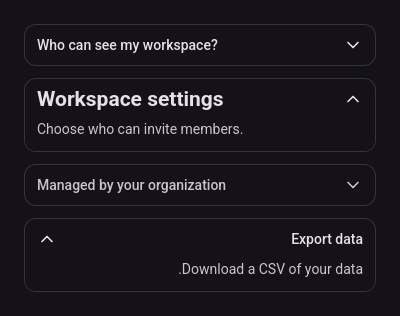 Who can see my workspace?
Workspace settings
Choose who can invite members.
Managed by your organization
Export data
.Download a CSV of your data